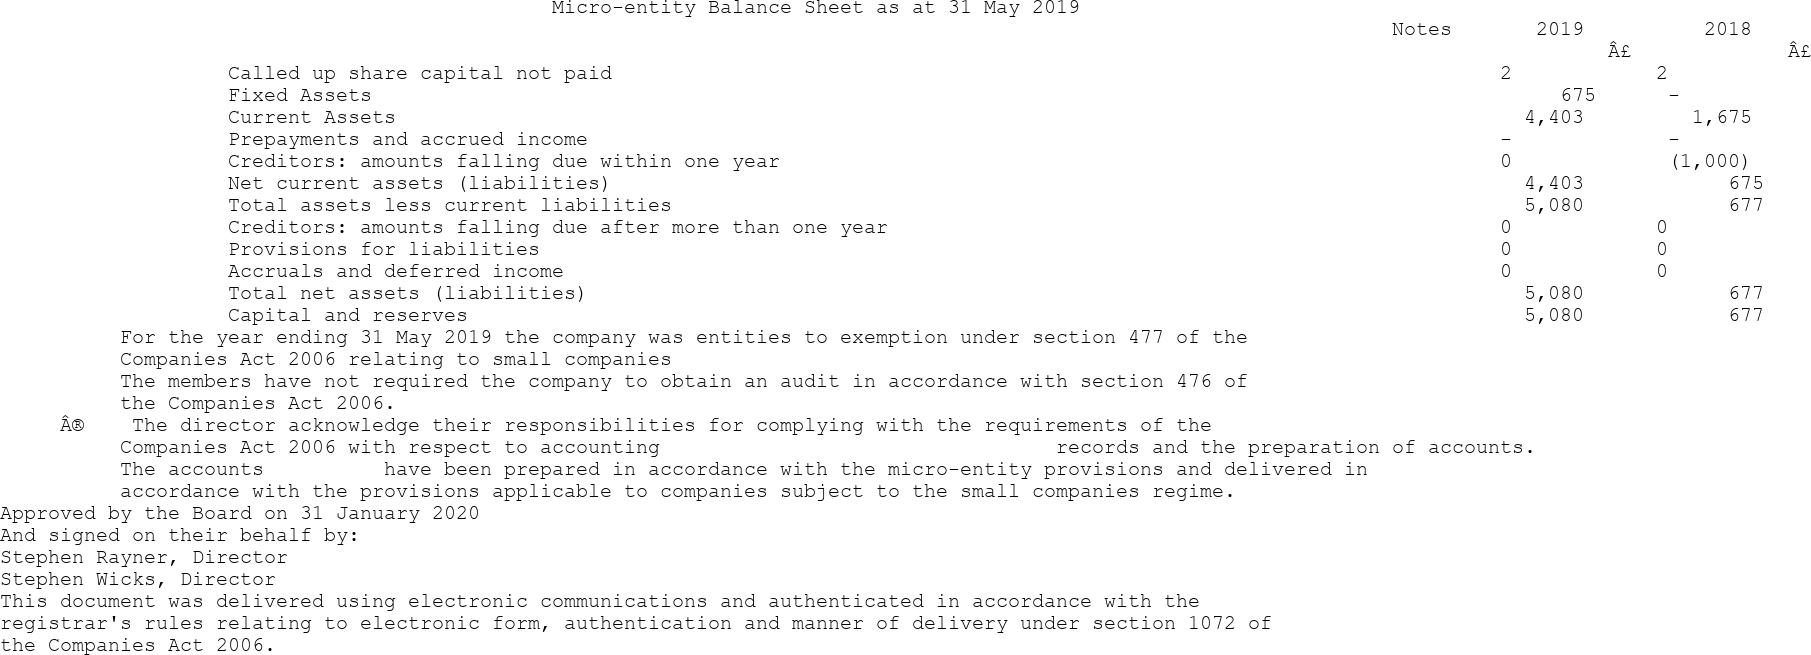 Micro-entity Balance Sheet as at 31 May 2019
Notes 2019 2018
Â£ Â£
Called up share capital not paid 2 2
Fixed Assets 675 -
Current Assets 4,403 1,675
Prepayments and accrued income - -
Creditors: amounts falling due within one year 0 (1,000)
Net current assets (liabilities) 4,403 675
Total assets less current liabilities 5,080 677
Creditors: amounts falling due after more than one year 0 0
Provisions for liabilities 0 0
Accruals and deferred income 0 0
Total net assets (liabilities) 5,080 677
Capital and reserves 5,080 677
For the year ending 31 May 2019 the company was entities to exemption under section 477 of the
Companies Act 2006 relating to small companies
The members have not required the company to obtain an audit in accordance with section 476 of
the Companies Act 2006.
Â® The director acknowledge their responsibilities for complying with the requirements of the
Companies Act 2006 with respect to accounting records and the preparation of accounts.
The accounts have been prepared in accordance with the micro-entity provisions and delivered in
accordance with the provisions applicable to companies subject to the small companies regime.
Approved by the Board on 31 January 2020
And signed on their behalf by:
Stephen Rayner, Director
Stephen Wicks, Director
This document was delivered using electronic communications and authenticated in accordance with the
registrar's rules relating to electronic form, authentication and manner of delivery under section 1072 of
the Companies Act 2006.